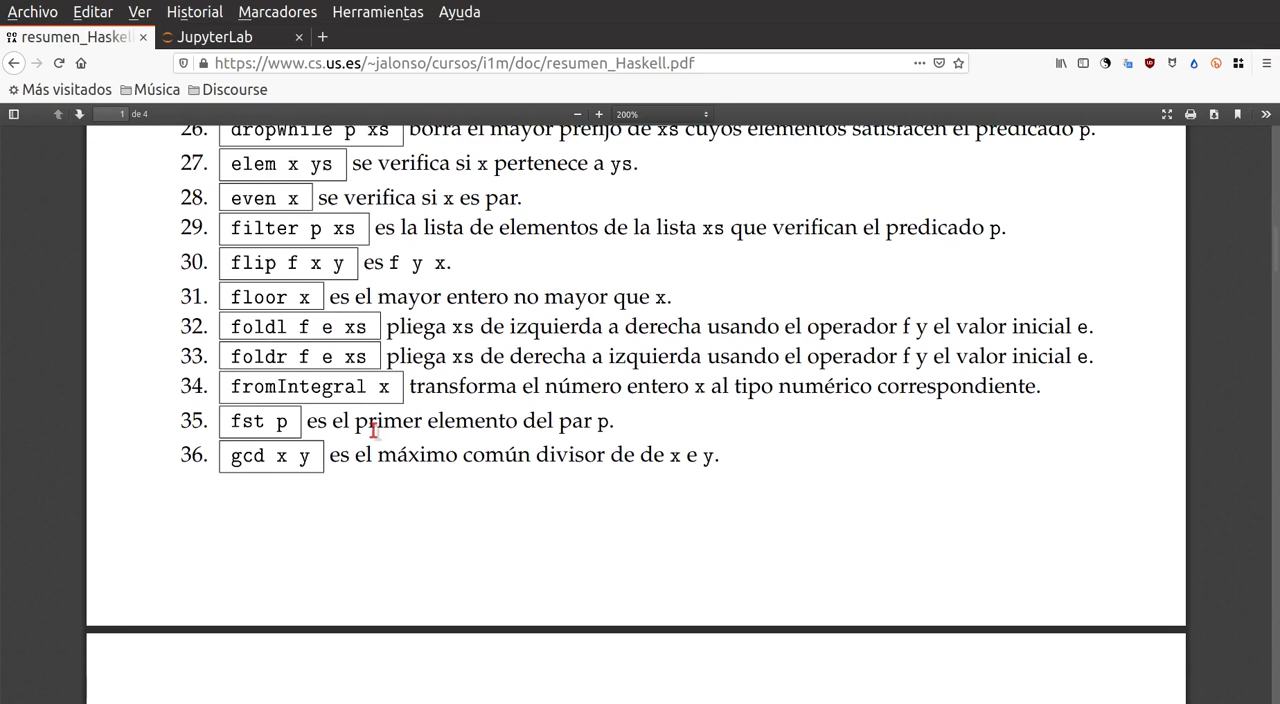 Archivo Editar Ver Historial Marcadores Herramientas Ayuda
resumen_Haskel JupyterLab
https://www.cs.us.es/~jalonso/cursos/i1m/doc/resumen_Haskell.pdf
Más visitados Música Discourse
1 de 4 200%
26. dropWhile p xs borra el mayor prefijo de xs cuyos elementos satisfacen el predicado p.
27. elem x ys se verifica si x pertenece a ys.
28. even x se verifica si x es par.
29. filter p xs es la lista de elementos de la lista xs que verifican el predicado p.
30. flip f x y es f y x.
31. floor x es el mayor entero no mayor que x.
32. foldl f e xs pliega xs de izquierda a derecha usando el operador f y el valor inicial e.
33. foldr f e xs pliega xs de derecha a izquierda usando el operador f y el valor inicial e.
34. fromIntegral x transforma el número entero x al tipo numérico correspondiente.
35. fst p es el primer elemento del par p.
36. gcd x y es el máximo común divisor de de x e y.